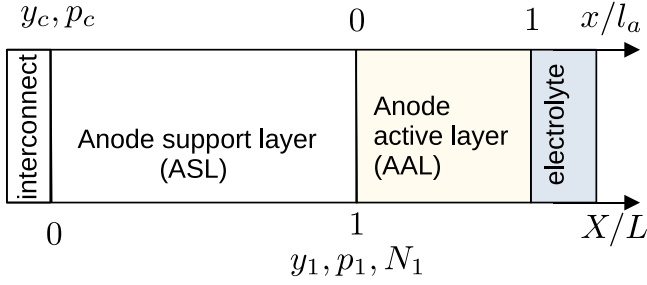 y_c, p_c
0
1
x/l_a
interconnect
Anode support layer
(ASL)
Anode
active layer
(AAL)
electrolyte
0
1
X/L
y_1, p_1, N_1